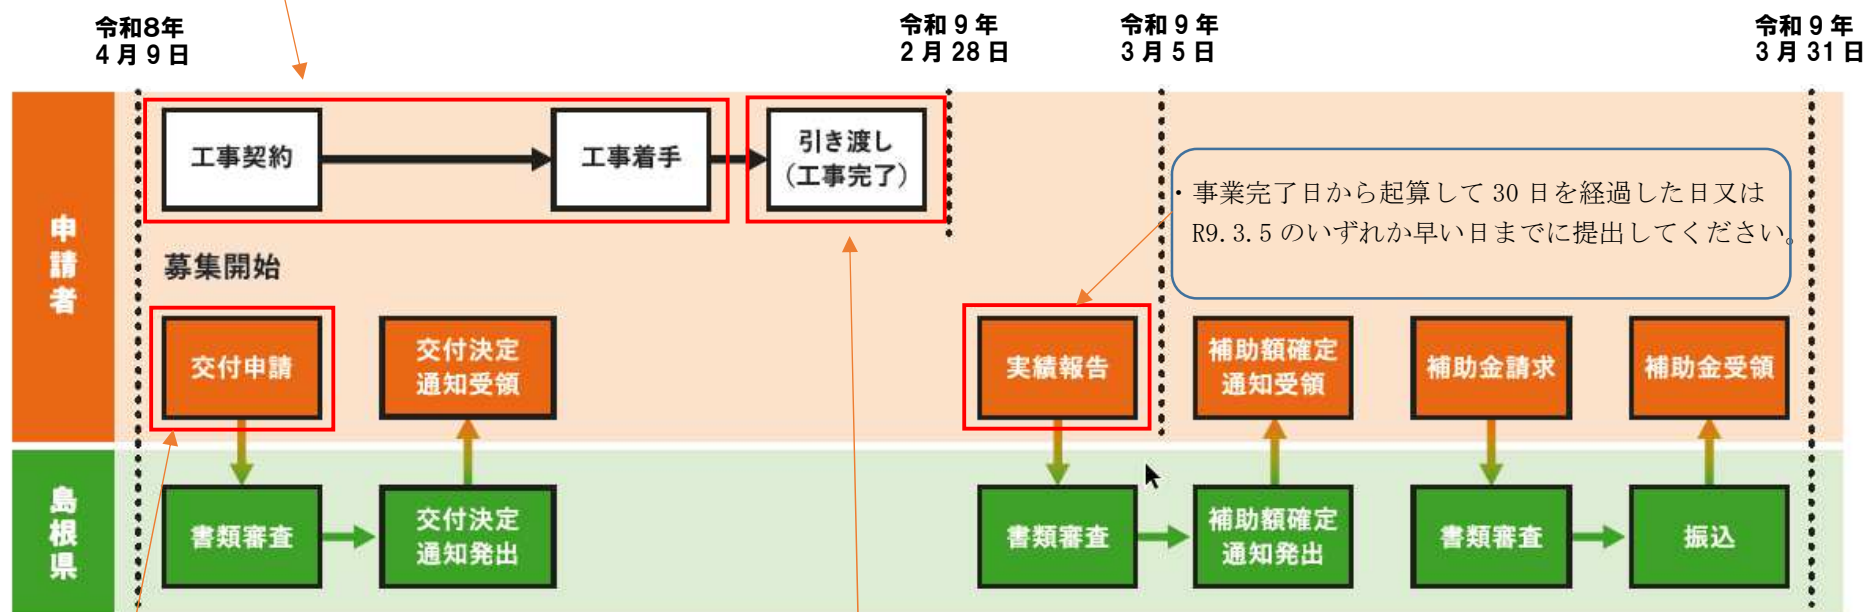 令和8年
4月9日
令和9年
2月28日
令和9年
3月5日
令和9年
3月31日
申請者
工事契約
工事着手
引き渡し
(工事完了)
・事業完了日から起算して30日を経過した日又は
R9.3.5のいずれか早い日までに提出してください。
募集開始
交付申請
交付決定
通知受領
実績報告
補助額確定
通知受領
補助金請求
補助金受領
島根県
書類審査
交付決定
通知発出
書類審査
補助額確定
通知発出
書類審査
振込